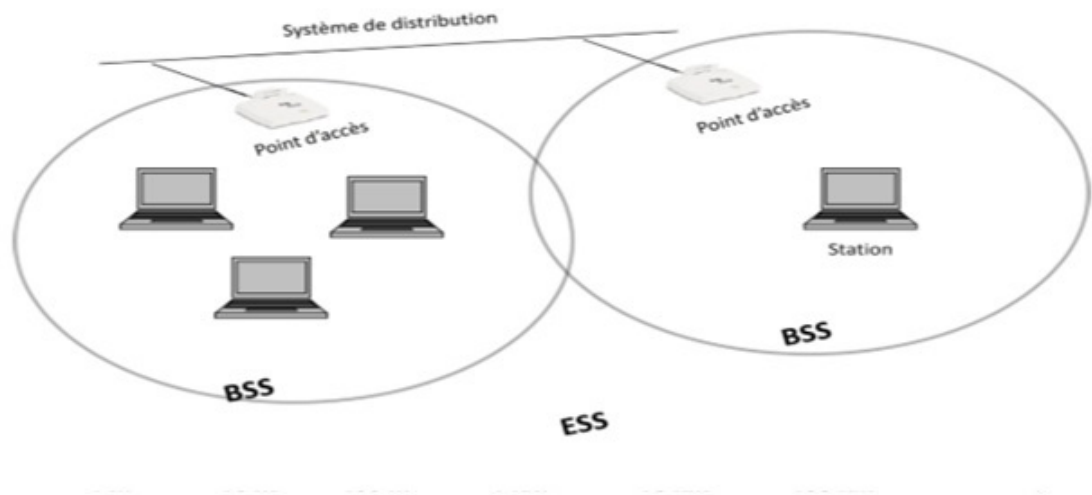 Système de distribution
Point d'accès
Point d'accès
Station
BSS
BSS
ESS